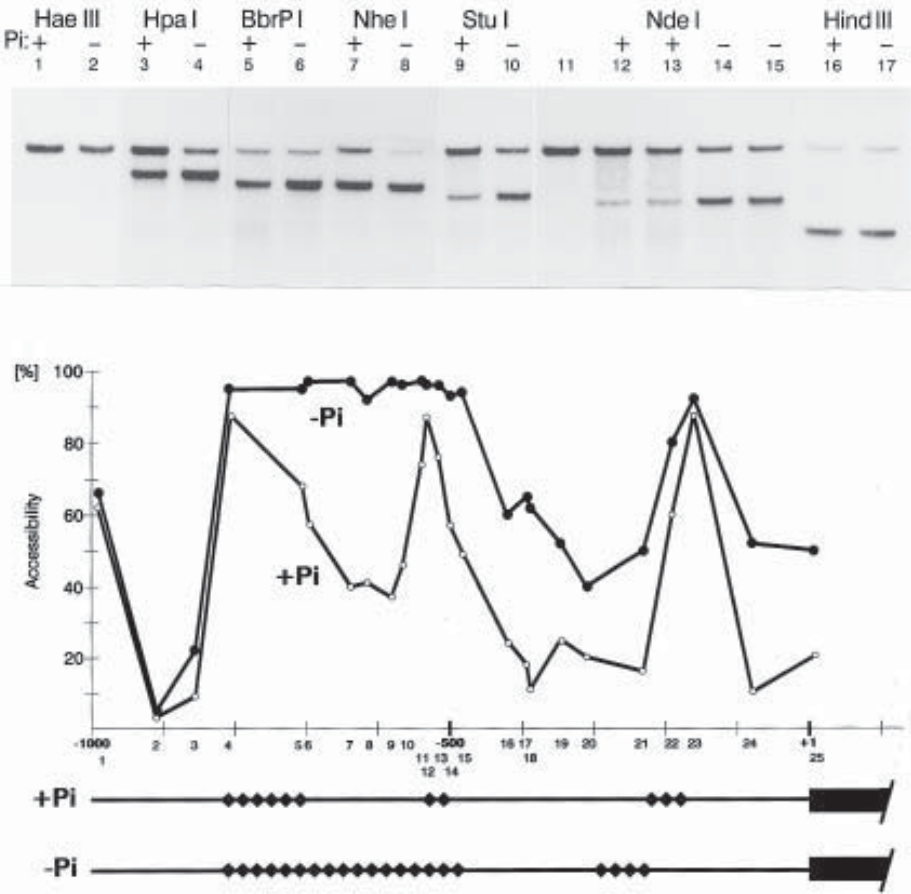 Hae III Hpa I BbrP I Nhe I Stu I Nde I Hind III
Pi: + − + − + − + − + − + + − − + −
1 2 3 4 5 6 7 8 9 10 11 12 13 14 15 16 17
[%] 100
80
60
40
20
Accessibility
-Pi
+Pi
-1000 2 3 4 5 6 7 8 9 10 -500 16 17 19 20 21 22 23 24 +1
1 11 13 15 18 25
12 14
+Pi
-Pi